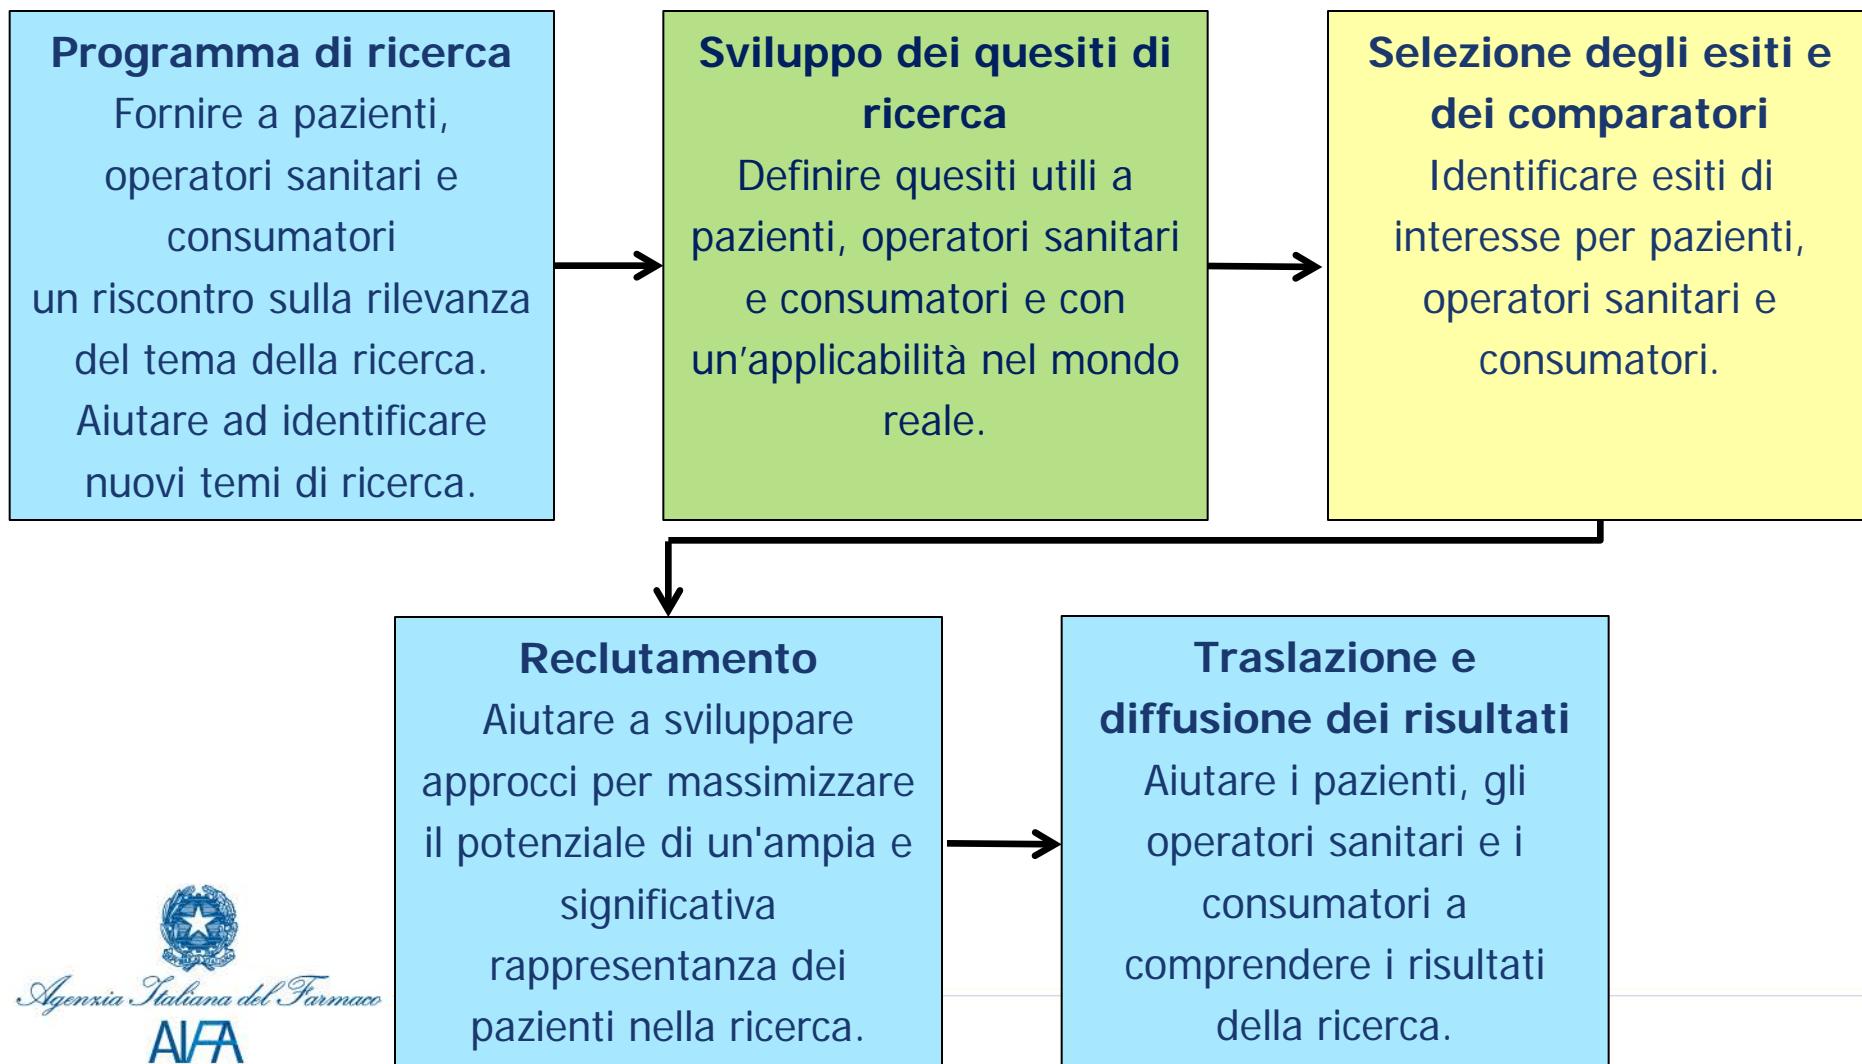 Programma di ricerca
Fornire a pazienti,
operatori sanitari e
consumatori
un riscontro sulla rilevanza
del tema della ricerca.
Aiutare ad identificare
nuovi temi di ricerca.
Sviluppo dei quesiti di
ricerca
Definire quesiti utili a
pazienti, operatori sanitari
e consumatori e con
un’applicabilità nel mondo
reale.
Selezione degli esiti e
dei comparatori
Identificare esiti di
interesse per pazienti,
operatori sanitari e
consumatori.
Reclutamento
Aiutare a sviluppare
approcci per massimizzare
il potenziale di un'ampia e
significativa
rappresentanza dei
pazienti nella ricerca.
Traslazione e
diffusione dei risultati
Aiutare i pazienti, gli
operatori sanitari e i
consumatori a
comprendere i risultati
della ricerca.
Agenzia Italiana del Farmaco
AIFA